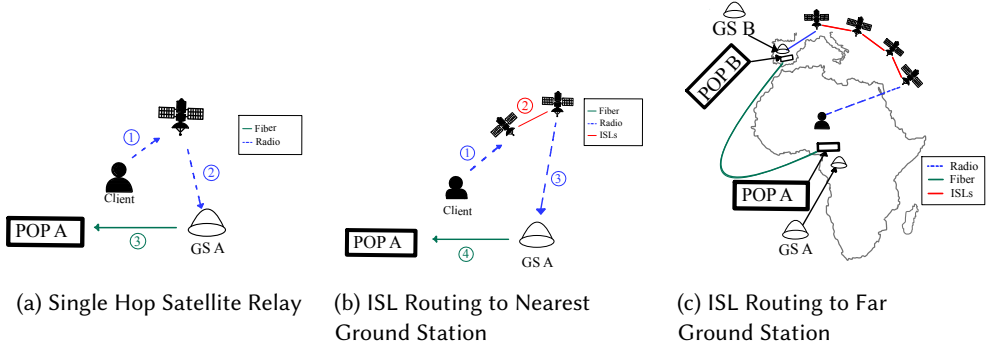 ①
②
Client
GS A
POP A
③
Fiber
Radio
(a) Single Hop Satellite Relay
①
②
③
Client
GS A
POP A
④
Fiber
Radio
ISLs
(b) ISL Routing to Nearest
Ground Station
GS B
POP B
POP A
GS A
Radio
Fiber
ISLs
(c) ISL Routing to Far
Ground Station